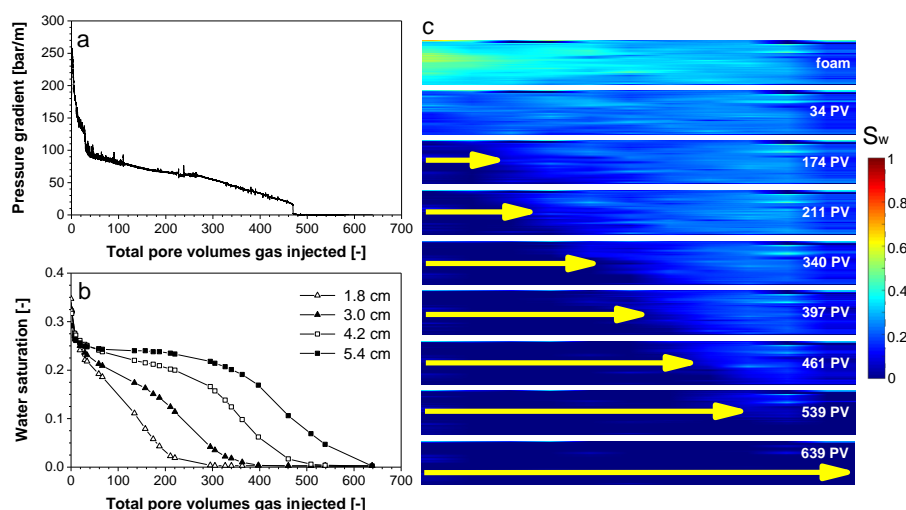 a
Pressure gradient [bar/m]
300
250
200
150
100
50
0
0 100 200 300 400 500 600 700
Total pore volumes gas injected [-]
b
Water saturation [-]
0.4
0.3
0.2
0.1
0.0
1.8 cm
3.0 cm
4.2 cm
5.4 cm
0 100 200 300 400 500 600 700
Total pore volumes gas injected [-]
c
foam
34 PV
174 PV
211 PV
340 PV
397 PV
461 PV
539 PV
639 PV
Sw
1
0.8
0.6
0.4
0.2
0